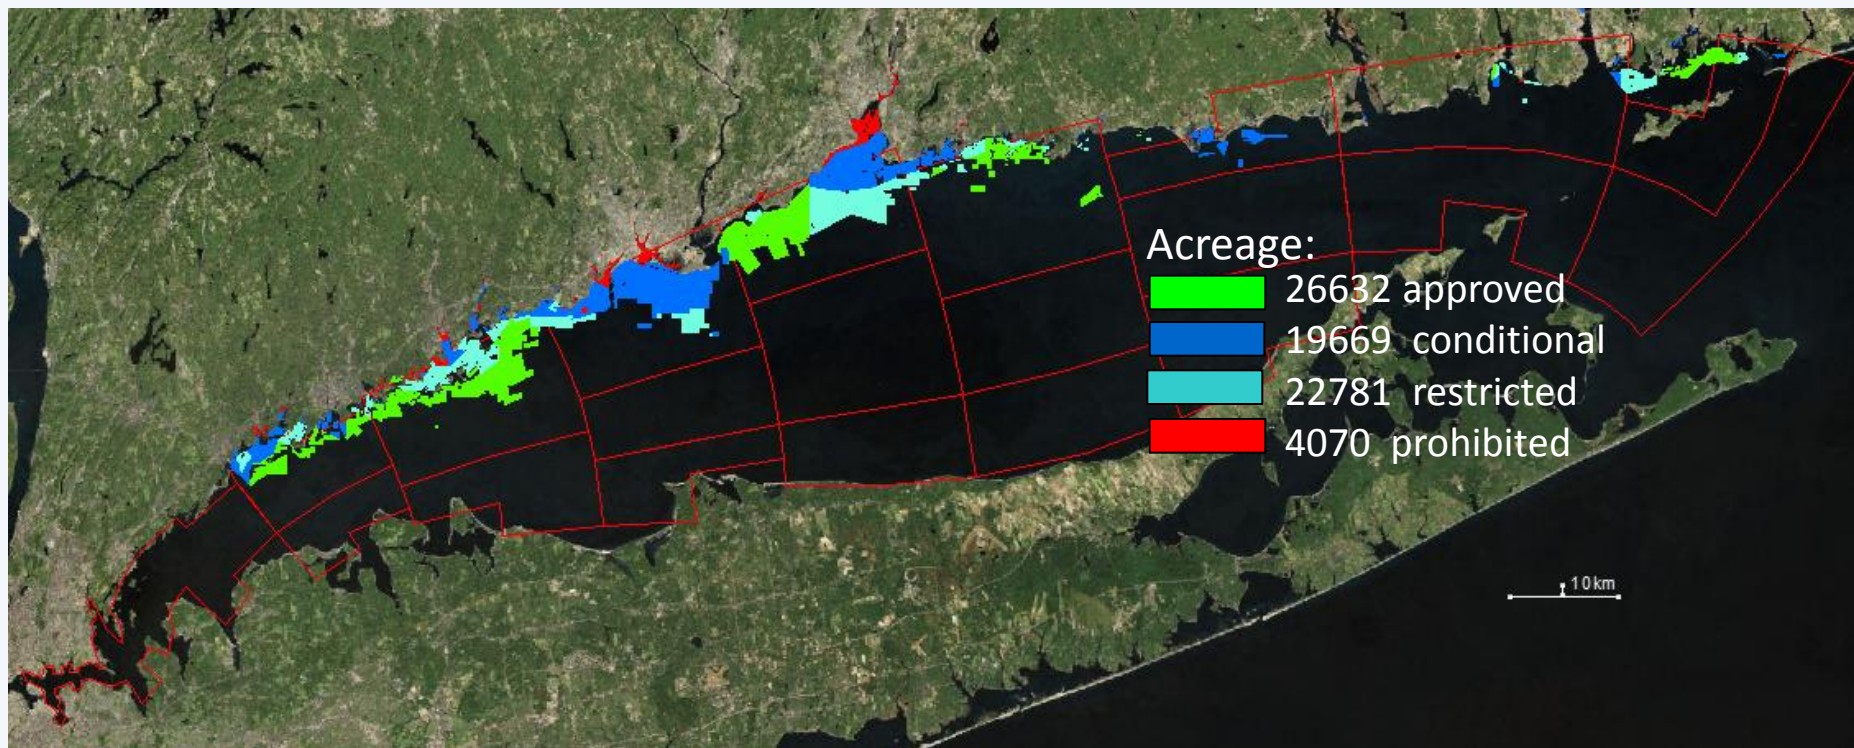 Acreage:
26632 approved
19669 conditional
22781 restricted
4070 prohibited
10km